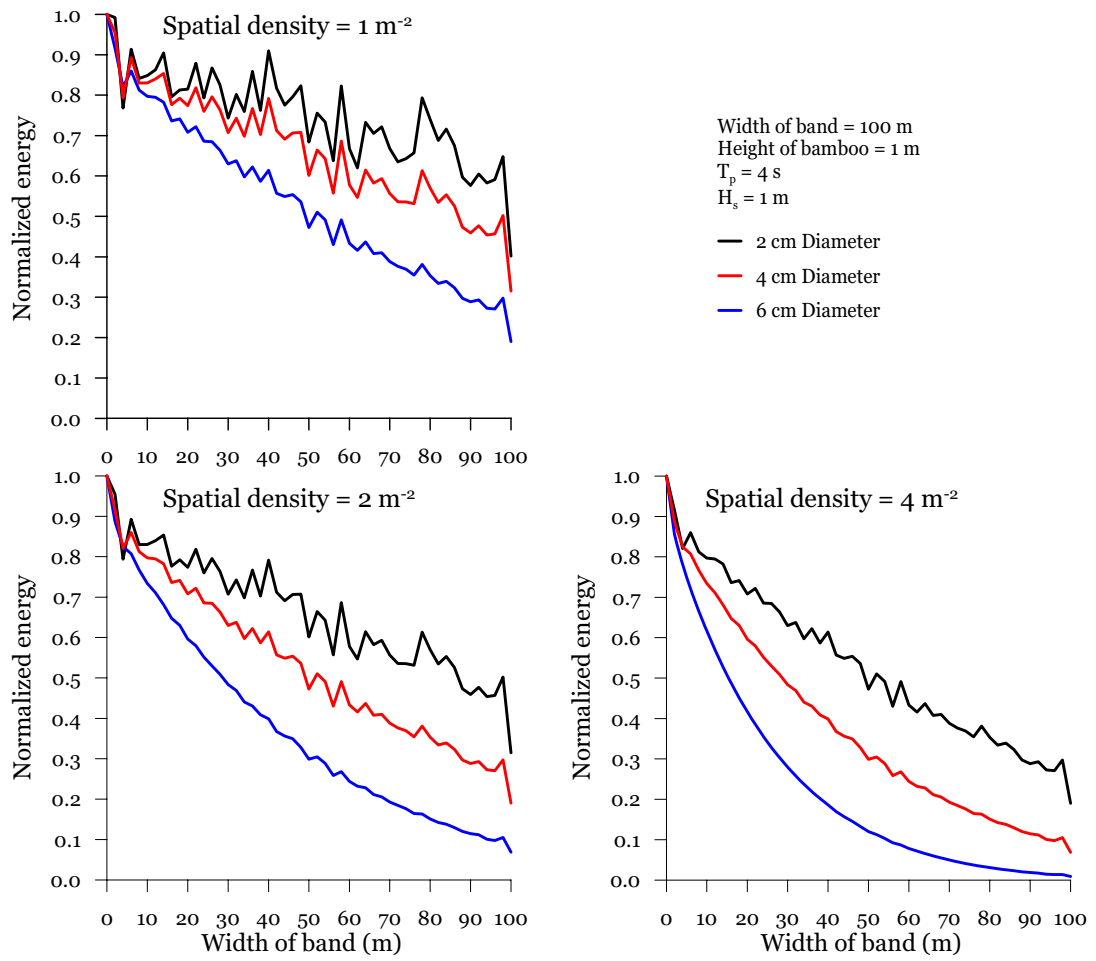 Spatial density = 1 m-2
Normalized energy
1.0
0.9
0.8
0.7
0.6
0.5
0.4
0.3
0.2
0.1
0.0
0 10 20 30 40 50 60 70 80 90 100
Width of band = 100 m
Height of bamboo = 1 m
Tp = 4 s
Hs = 1 m
2 cm Diameter
4 cm Diameter
6 cm Diameter
Spatial density = 2 m-2
Normalized energy
1.0
0.9
0.8
0.7
0.6
0.5
0.4
0.3
0.2
0.1
0.0
0 10 20 30 40 50 60 70 80 90 100
Width of band (m)
Spatial density = 4 m-2
Normalized energy
1.0
0.9
0.8
0.7
0.6
0.5
0.4
0.3
0.2
0.1
0.0
0 10 20 30 40 50 60 70 80 90 100
Width of band (m)